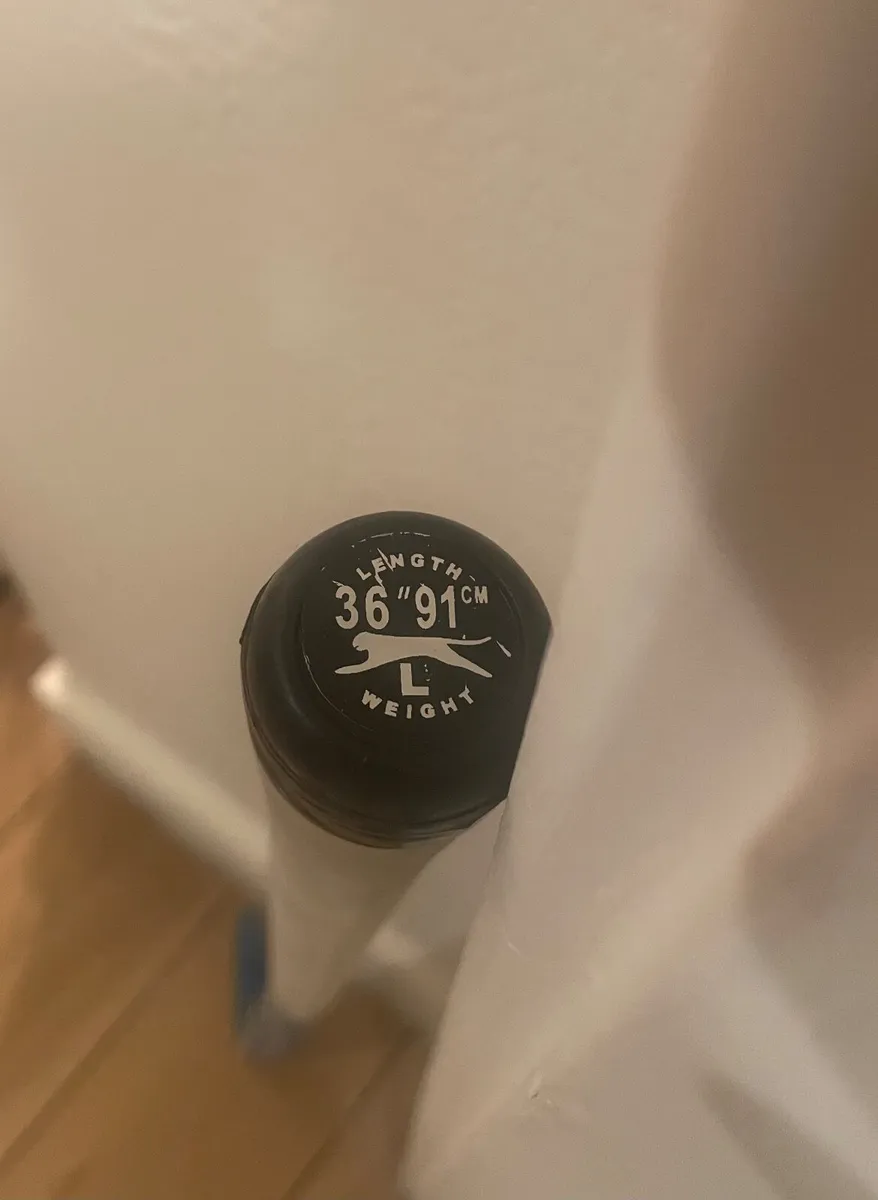 LENGTH
36" 91CM
L
WEIGHT